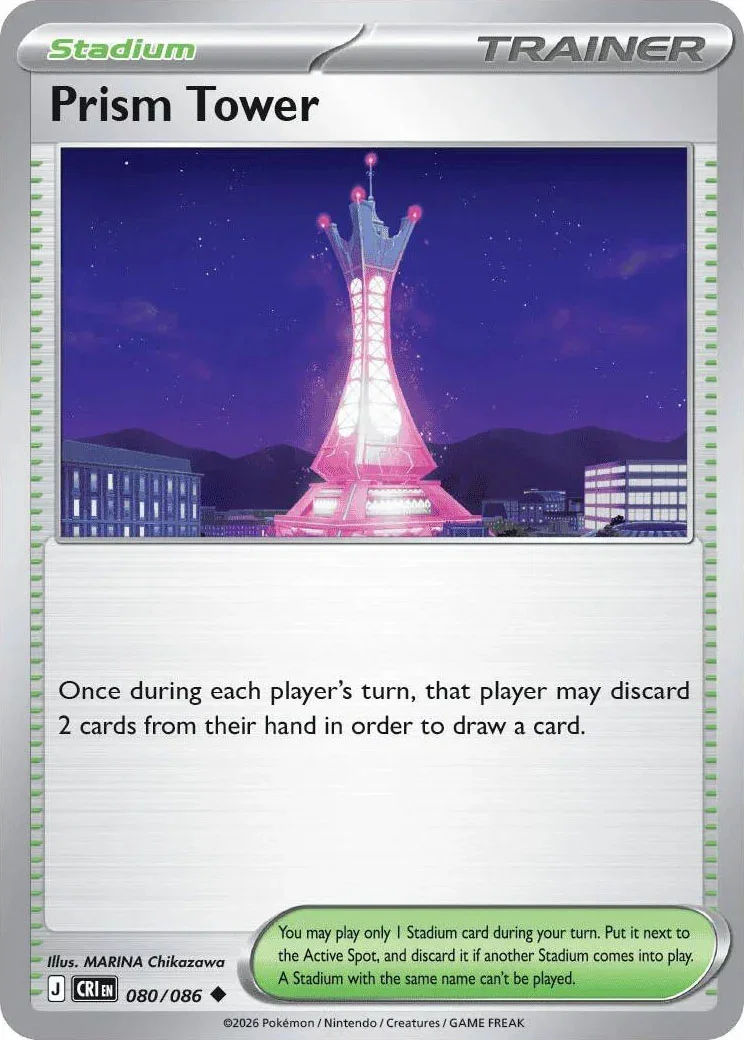 Stadium
TRAINER
Prism Tower
Once during each player's turn, that player may discard
2 cards from their hand in order to draw a card.
You may play only 1 Stadium card during your turn. Put it next to
the Active Spot, and discard it if another Stadium comes into play.
A Stadium with the same name can't be played.
Illus. MARINA Chikazawa
J CRI EN 080/086 ◆
©2026 Pokémon / Nintendo / Creatures / GAME FREAK